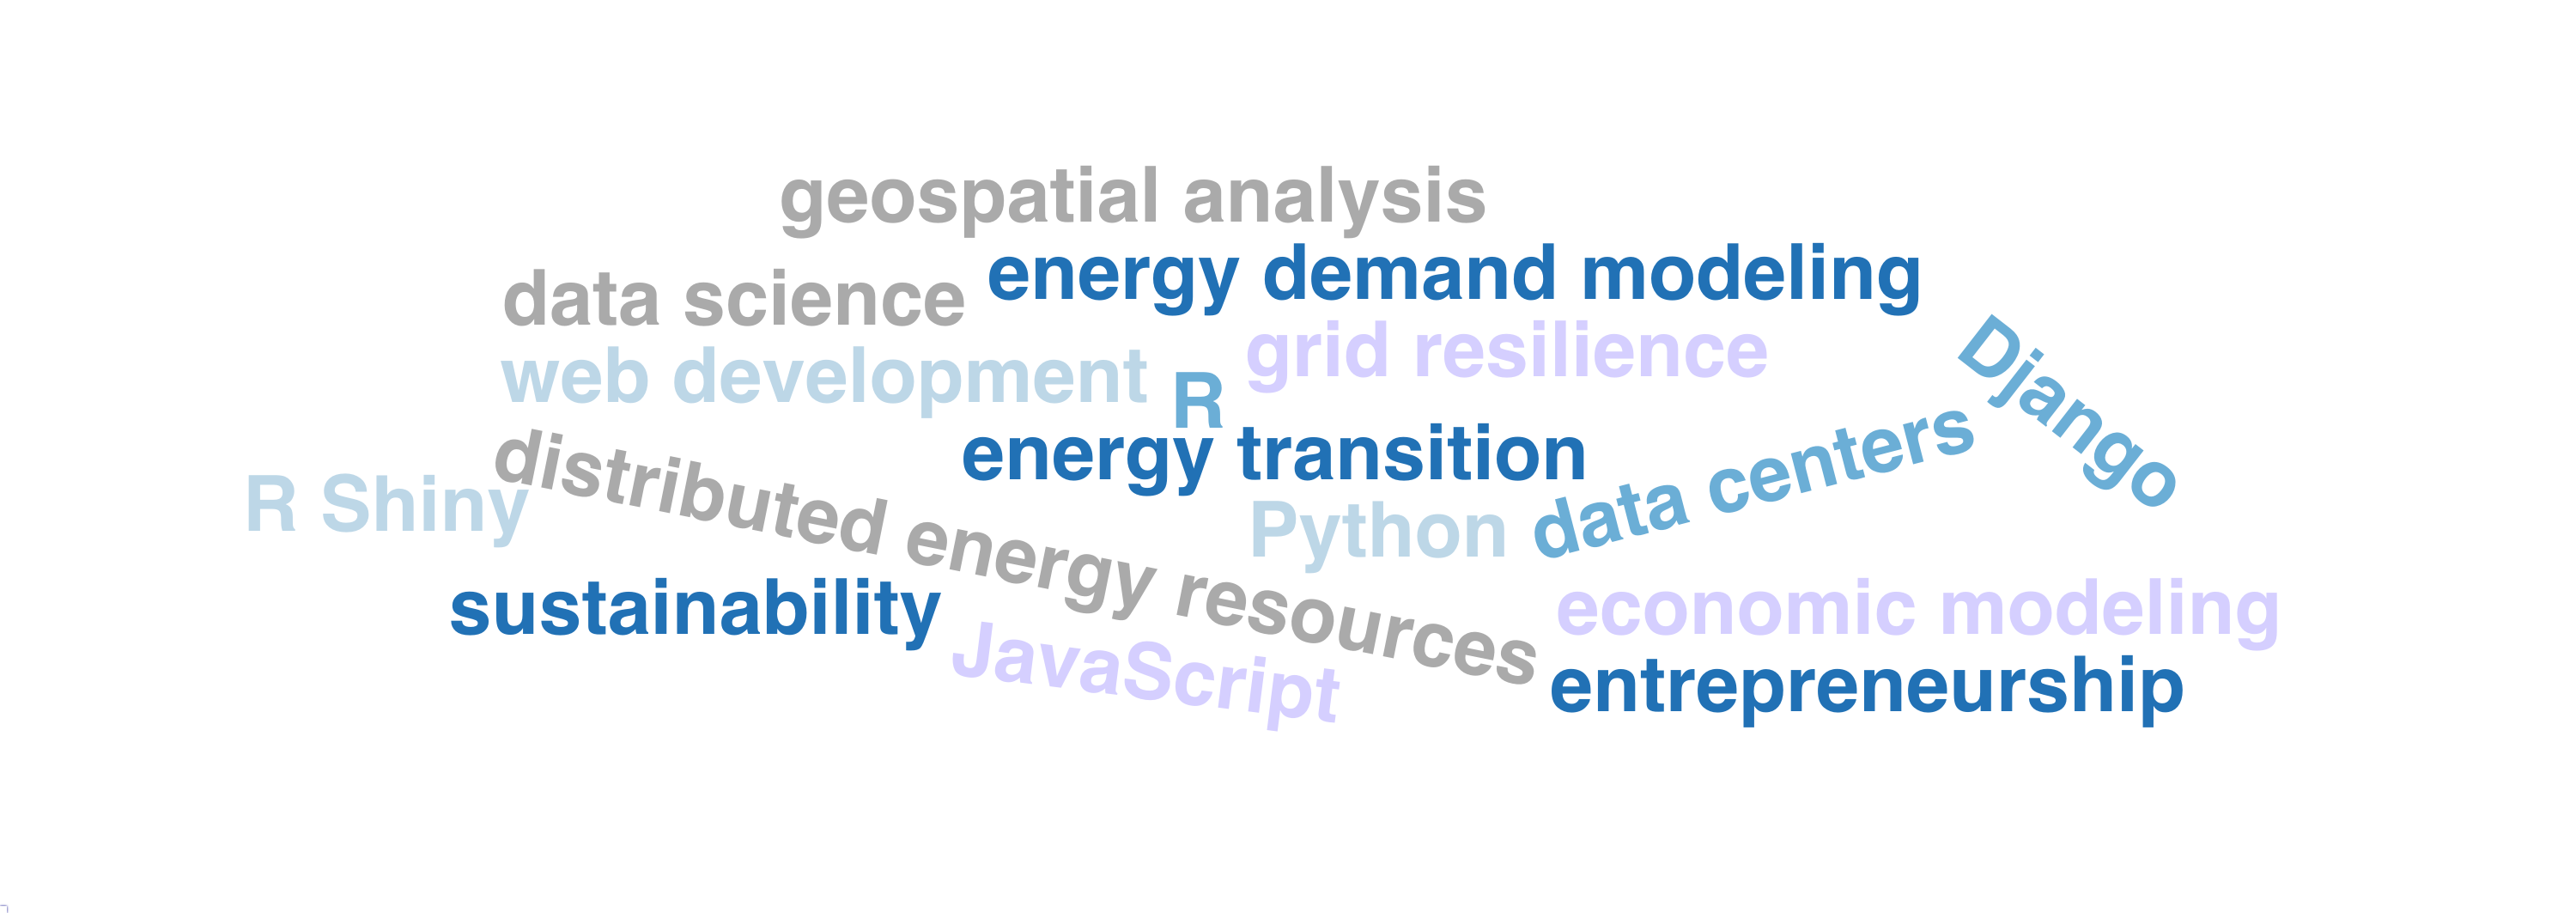 geospatial analysis
energy demand modeling
data science
grid resilience
web development
R
Django
energy transition
data centers
distributed energy resources
R Shiny
Python
sustainability
economic modeling
JavaScript
entrepreneurship